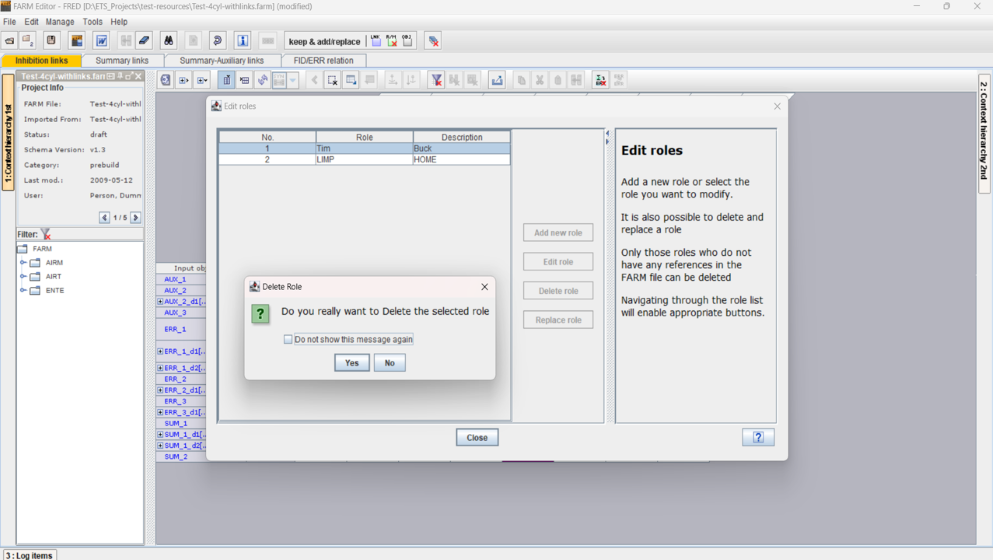 FARM Editor - FRED [D:\ETS_Projects\test-resources\Test-4cyl-withlinks.farm] (modified)
File Edit Manage Tools Help
keep & add/replace
Inhibition links Summary links Summary-Auxiliary links FID/ERR relation
1: Context hierarchy 1st
Test-4cyl-withlinks.farm
Project Info
FARM File: Test-4cyl-withl
Imported From: Test-4cyl-withl
Status: draft
Schema Version: v1.3
Category: prebuild
Last mod.: 2009-05-12
User: Person, Dumm
1 / 5
Filter:
FARM
AIRM
AIRT
ENTE
Input obj
AUX_1
AUX_2
AUX_2_d1[..
AUX_3
ERR_1
ERR_1_d1[..
ERR_1_d2[..
ERR_2
ERR_2_d1[..
ERR_3
ERR_3_d1[..
SUM_1
SUM_1_d1[..
SUM_1_d2[..
SUM_2
Edit roles
No. Role Description
1 Tim Buck
2 LIMP HOME
Add new role
Edit role
Delete role
Replace role
Edit roles
Add a new role or select the
role you want to modify.
It is also possible to delete and
replace a role
Only those roles who do not
have any references in the
FARM file can be deleted
Navigating through the role list
will enable appropriate buttons.
Delete Role
Do you really want to Delete the selected role
Do not show this message again
Yes No
Close
?
2 : Context hierarchy 2nd
3 : Log items